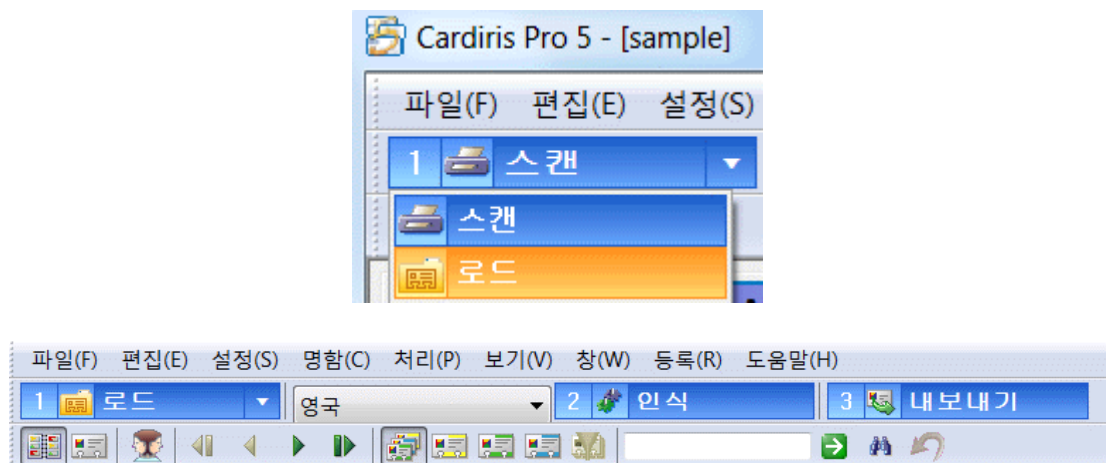 Cardiris Pro 5 - [sample]
파일(F) 편집(E) 설정(S)
1 스캔
스캔
로드
파일(F) 편집(E) 설정(S) 명함(C) 처리(P) 보기(V) 창(W) 등록(R) 도움말(H)
1 로드 영국 2 인식 3 내보내기